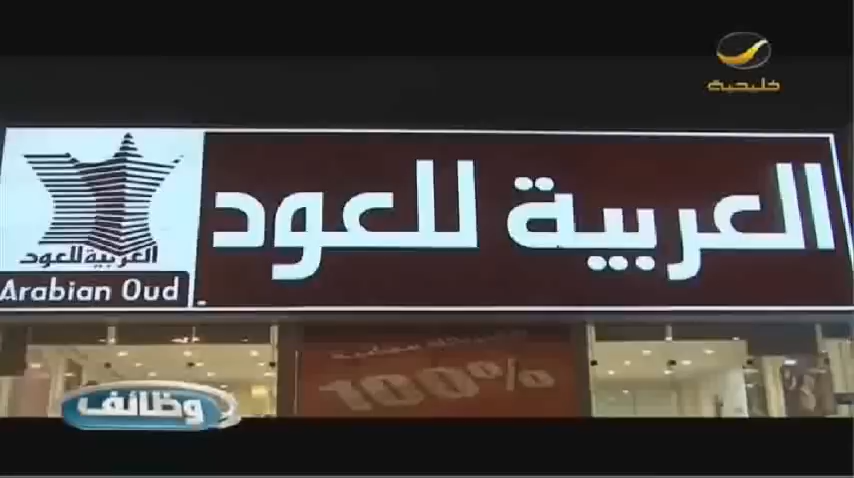 خليجية
العربية للعود
العربية للعود
Arabian Oud
100%
وظائف